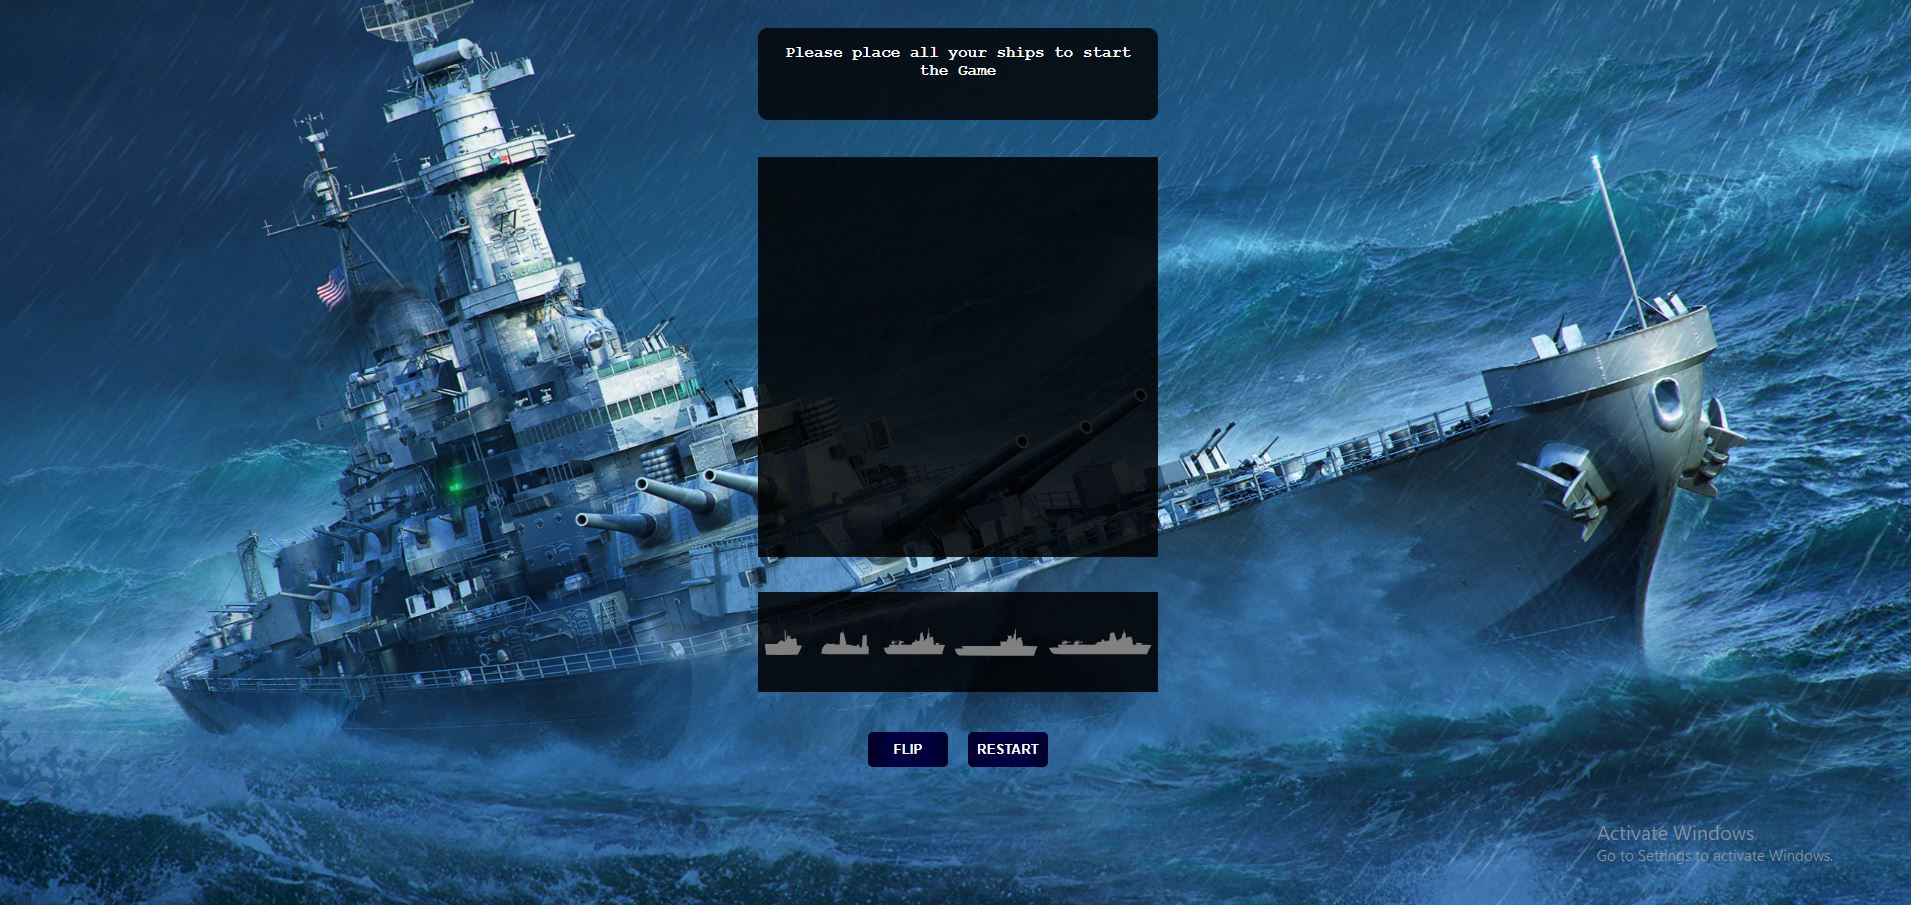 Please place all your ships to start
the Game
FLIP
RESTART
Activate Windows
Go to Settings to activate Windows.